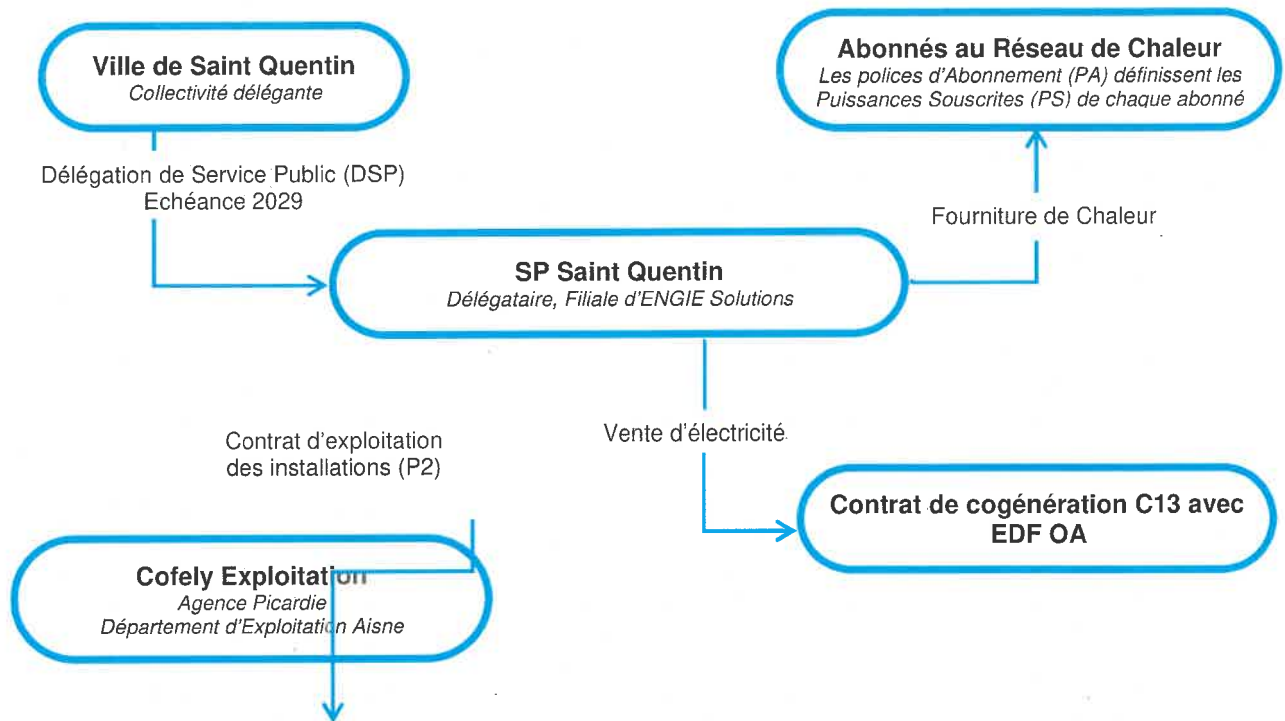 Ville de Saint Quentin
Collectivité délégante
Abonnés au Réseau de Chaleur
Les polices d'Abonnement (PA) définissent les
Puissances Souscrites (PS) de chaque abonné
Délégation de Service Public (DSP)
Echéance 2029
Fourniture de Chaleur
SP Saint Quentin
Délégataire, Filiale d'ENGIE Solutions
Contrat d'exploitation
des installations (P2)
Vente d'électricité
Contrat de cogénération C13 avec
EDF OA
Cofely Exploitation
Agence Picardie
Département d'Exploitation Aisne